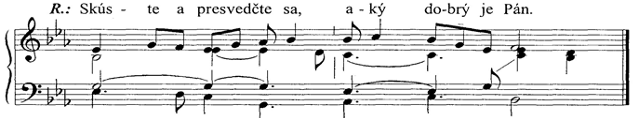 R.: Skús - te a presvedčte sa, a - ký do-brý je Pán.